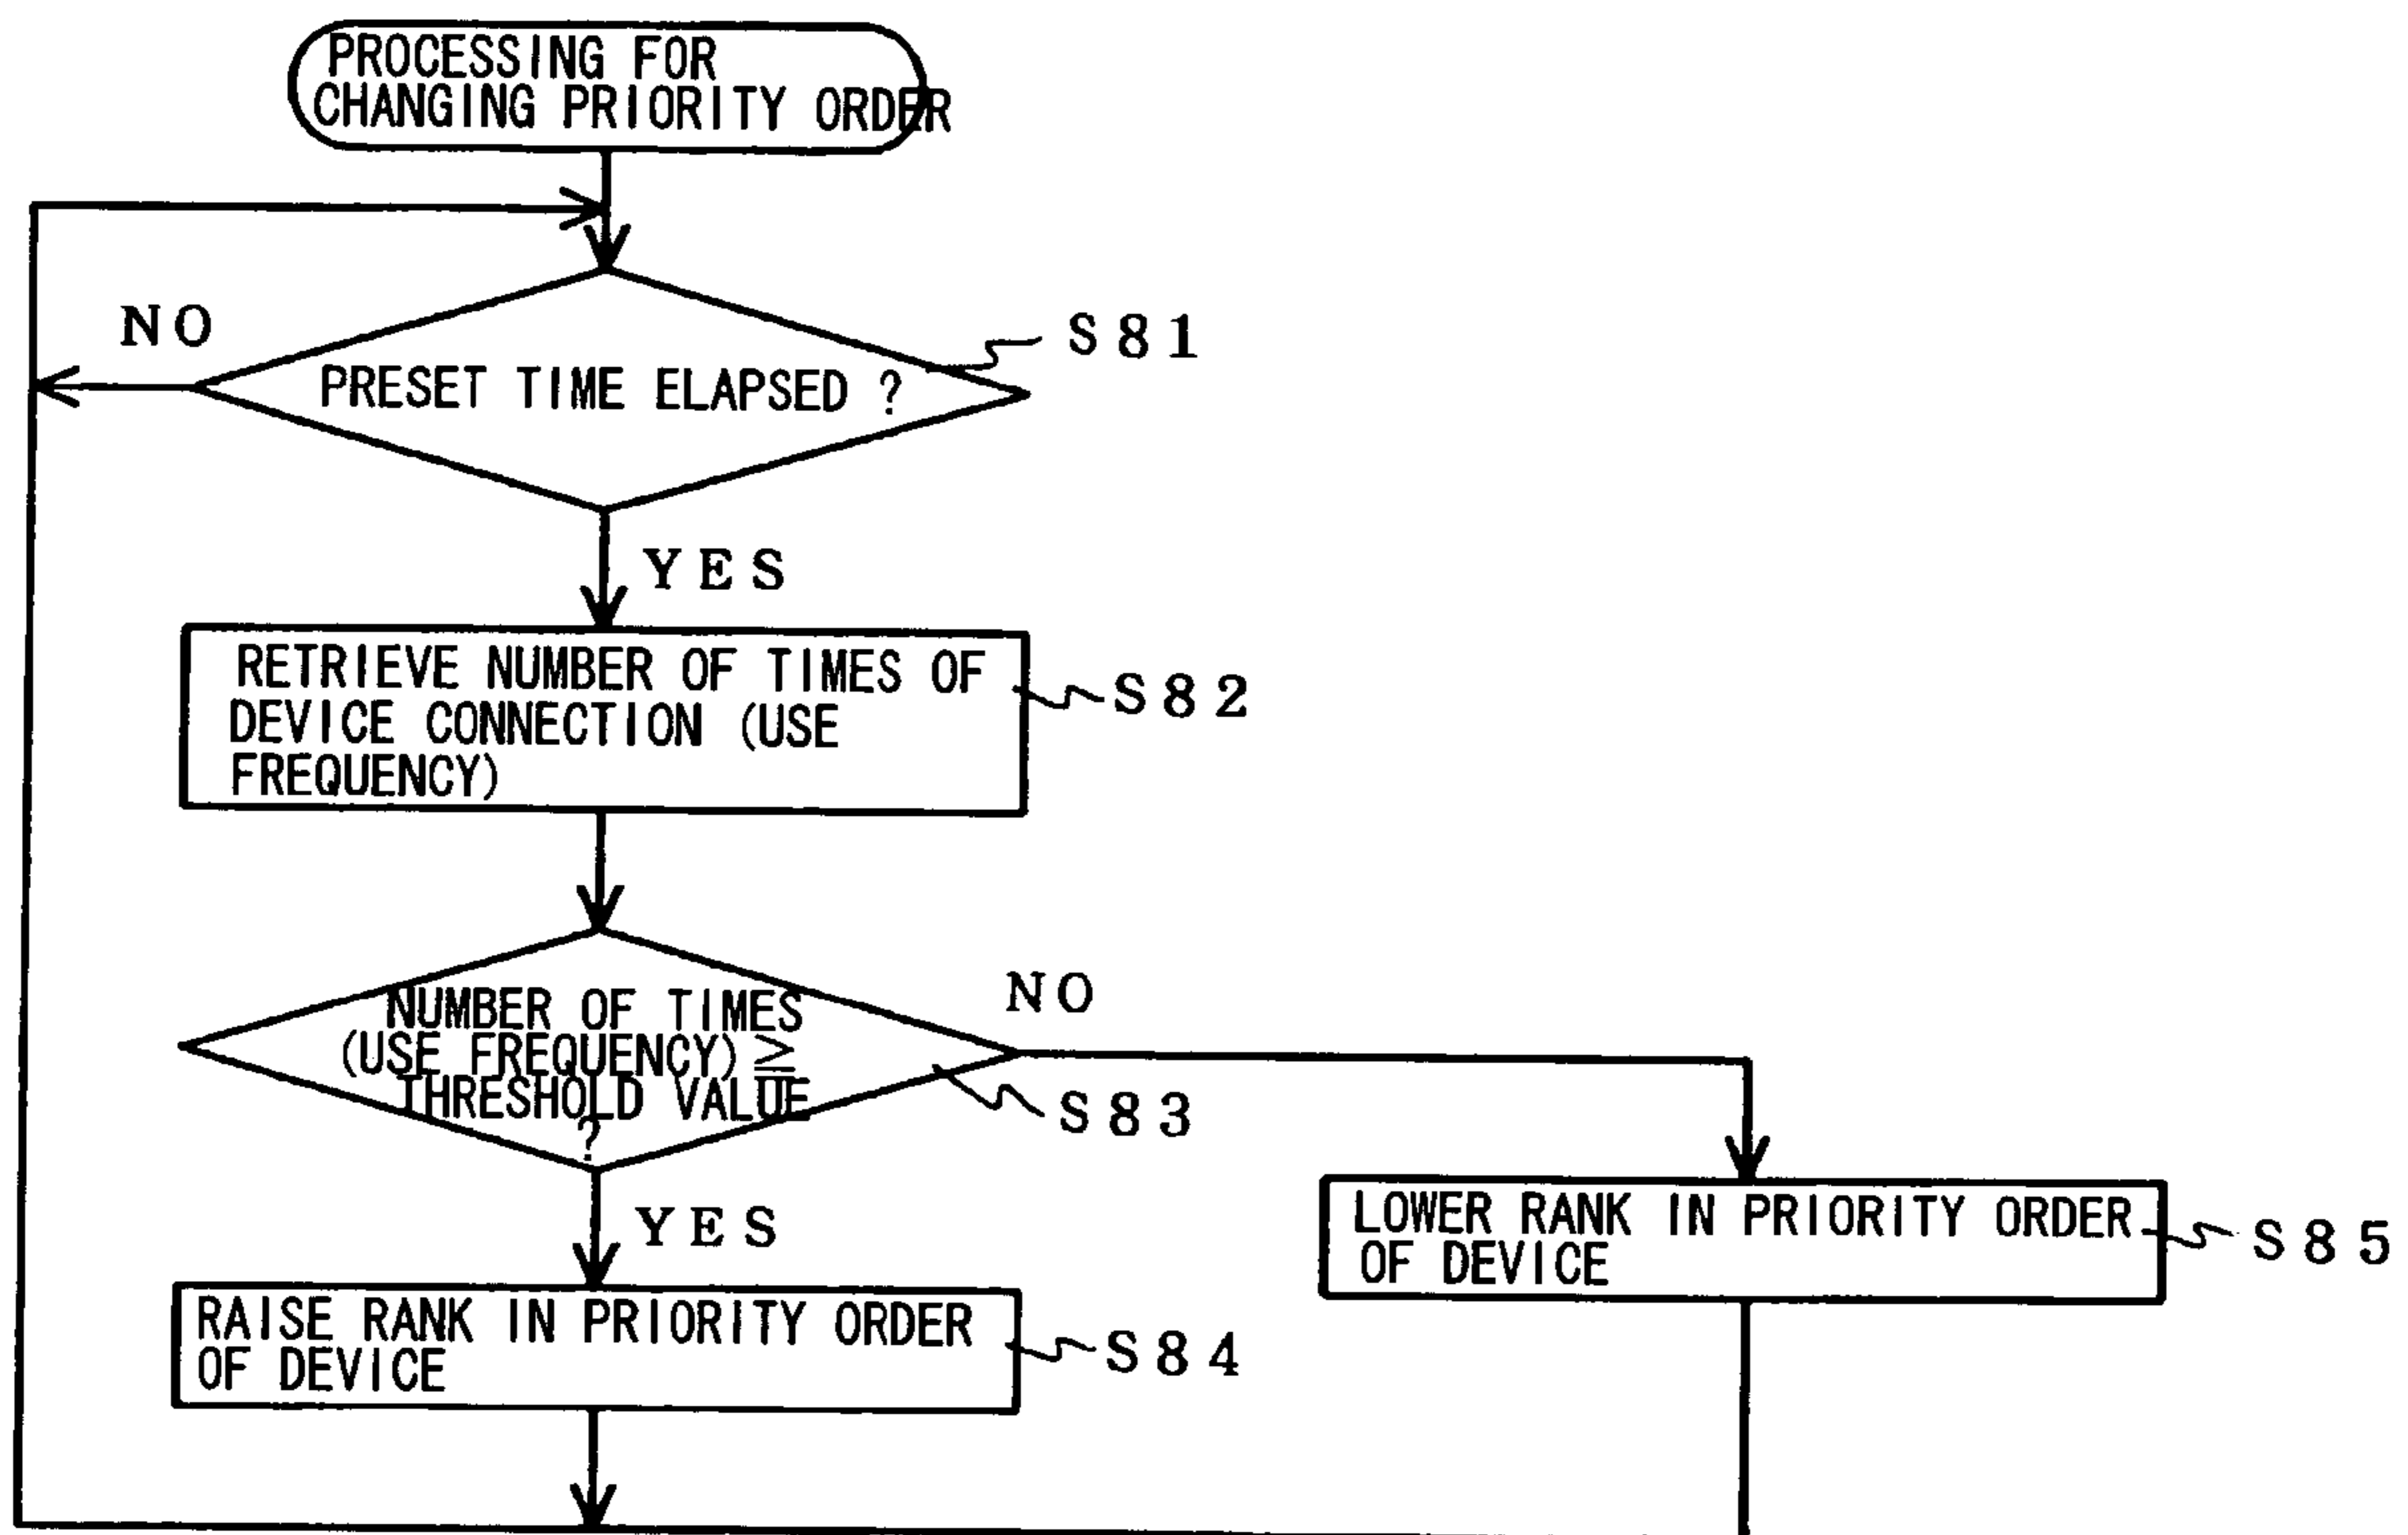 PROCESSING FOR
CHANGING PRIORITY ORDER
NO
S81
PRESET TIME ELAPSED ?
YES
RETRIEVE NUMBER OF TIMES OF
DEVICE CONNECTION (USE
FREQUENCY)
S82
NO
NUMBER OF TIMES
(USE FREQUENCY) ≧
THRESHOLD VALUE
?
S83
YES
LOWER RANK IN PRIORITY ORDER
OF DEVICE
S85
RAISE RANK IN PRIORITY ORDER
OF DEVICE
S84